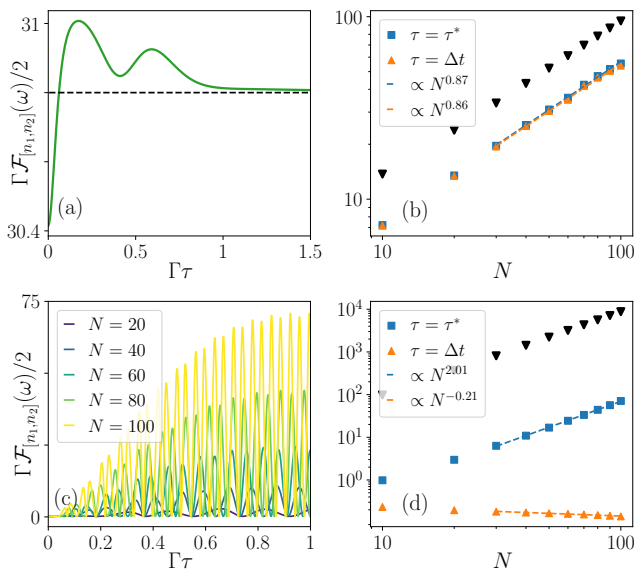 31
30.4
Γ𝓕[n₁,n₂](ω)/2
(a)
0
0.5
1
1.5
Γτ
100
10
τ = τ*
τ = Δt
∝ N^0.87
∝ N^0.86
(b)
10
100
N
75
0
Γ𝓕[n₁,n₂](ω)/2
N = 20
N = 40
N = 60
N = 80
N = 100
(c)
0
0.2
0.4
0.6
0.8
1
Γτ
10^4
10^3
10^2
10^1
10^0
τ = τ*
τ = Δt
∝ N^2.01
∝ N^−0.21
(d)
10
100
N